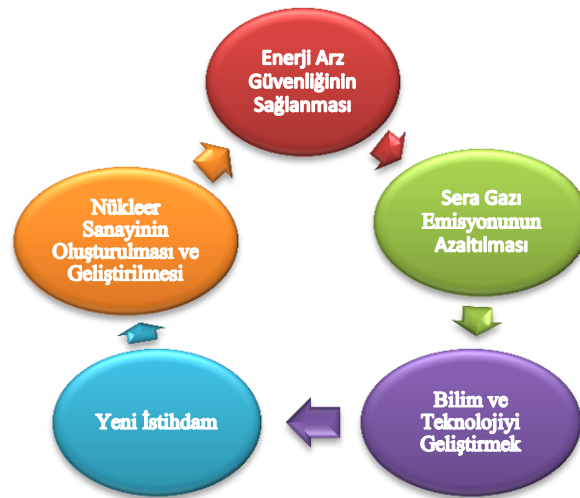 Enerji Arz
Güvenliğinin
Sağlanması
Sera Gazı
Emisyonunun
Azaltılması
Bilim ve
Teknolojiyi
Geliştirmek
Yeni İstihdam
Nükleer
Sanayinin
Oluşturulması ve
Geliştirilmesi